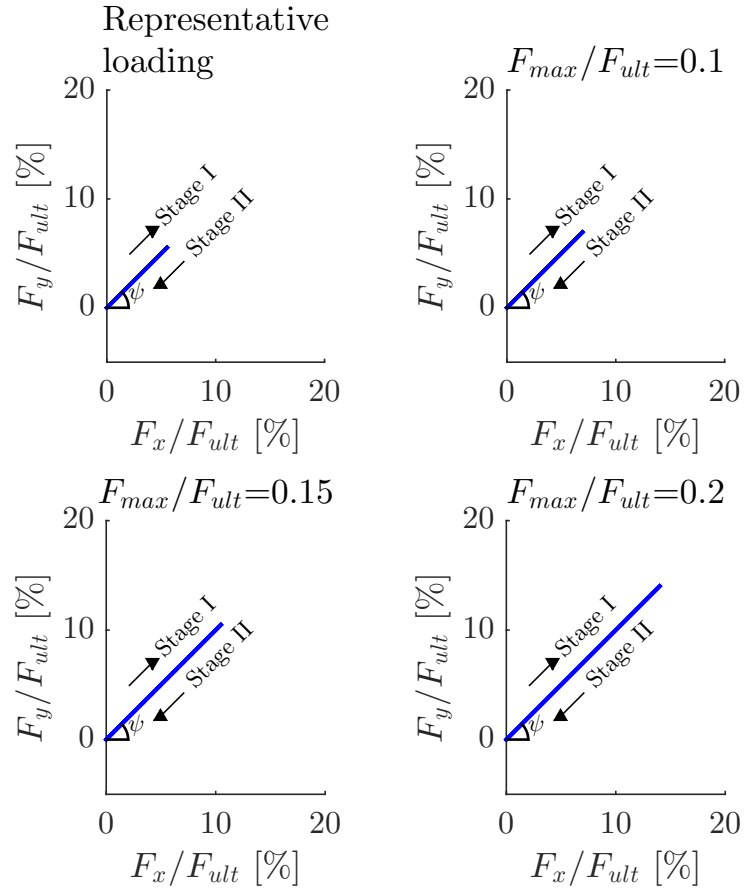 Representative
loading
20
10
0
F_y/F_ult [%]
Stage I
Stage II
ψ
0 10 20
F_x/F_ult [%]
F_max/F_ult=0.1
20
10
0
F_y/F_ult [%]
Stage I
Stage II
ψ
0 10 20
F_x/F_ult [%]
F_max/F_ult=0.15
20
10
0
F_y/F_ult [%]
Stage I
Stage II
ψ
0 10 20
F_x/F_ult [%]
F_max/F_ult=0.2
20
10
0
F_y/F_ult [%]
Stage I
Stage II
ψ
0 10 20
F_x/F_ult [%]